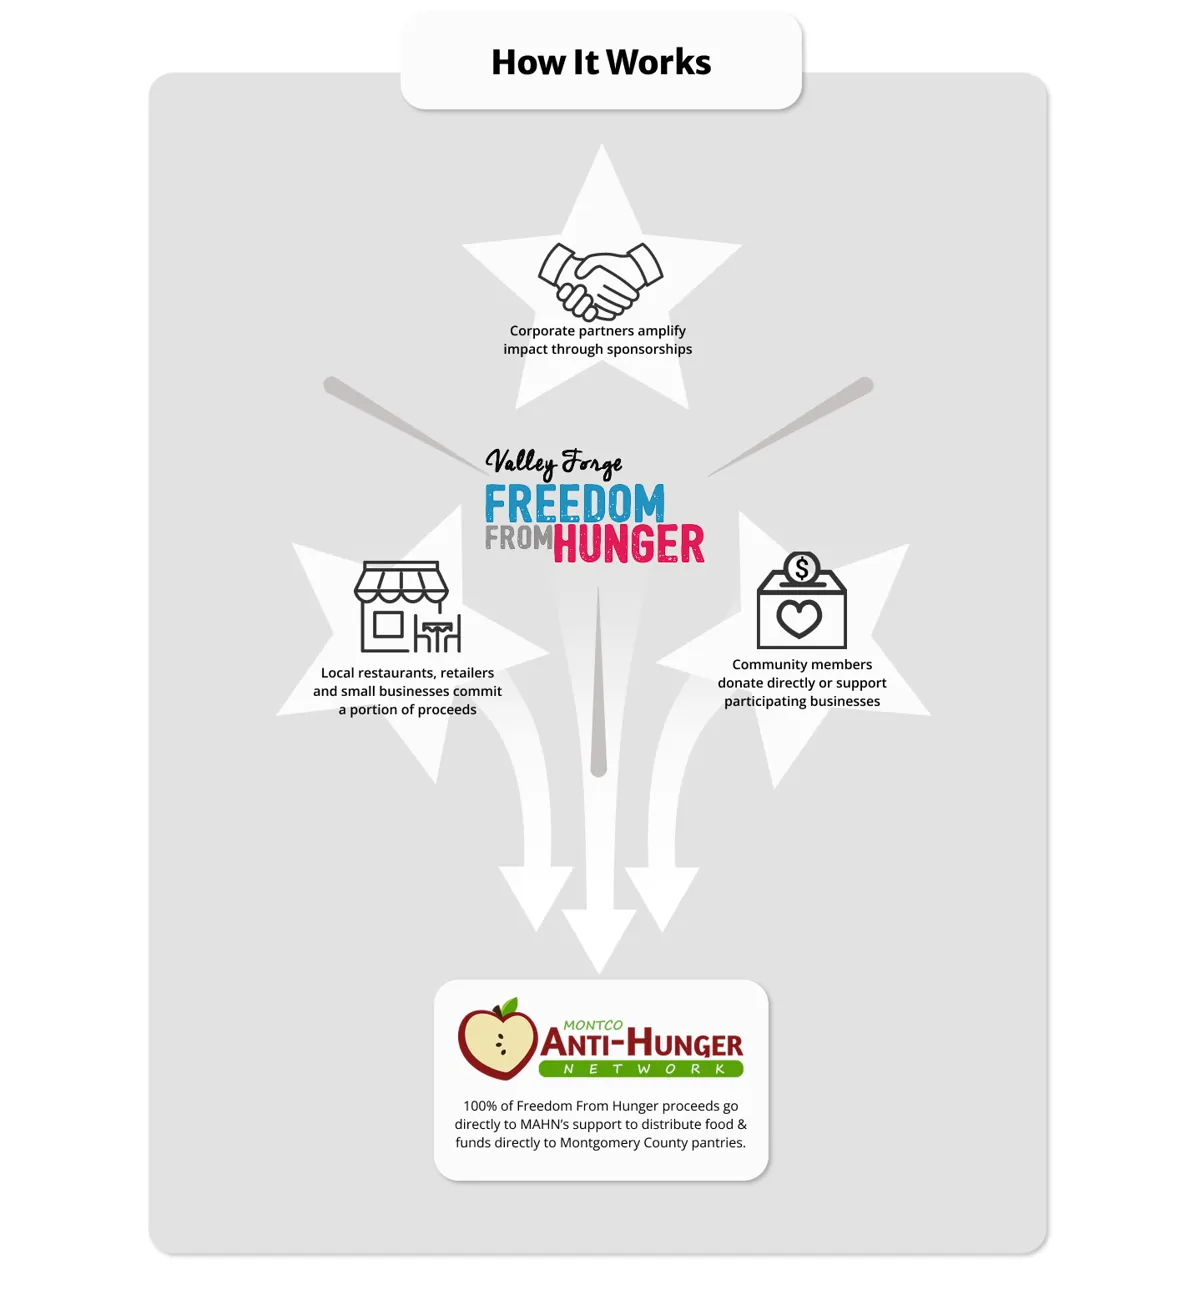 How It Works
Corporate partners amplify
impact through sponsorships
Valley Forge
FREEDOM
FROM HUNGER
$
Local restaurants, retailers
and small businesses commit
a portion of proceeds
Community members
donate directly or support
participating businesses
MONTCO
ANTI-HUNGER
NETWORK
100% of Freedom From Hunger proceeds go
directly to MAHN’s support to distribute food &
funds directly to Montgomery County pantries.